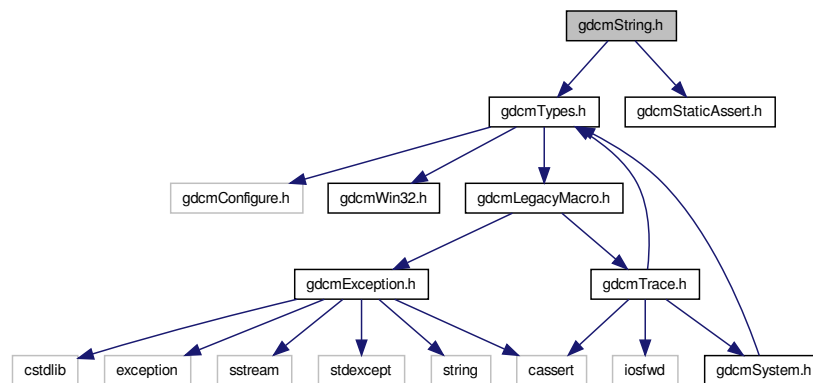 gdcmString.h
gdcmTypes.h
gdcmStaticAssert.h
gdcmConfigure.h
gdcmWin32.h
gdcmLegacyMacro.h
gdcmException.h
gdcmTrace.h
cstdlib
exception
sstream
stdexcept
string
cassert
iosfwd
gdcmSystem.h